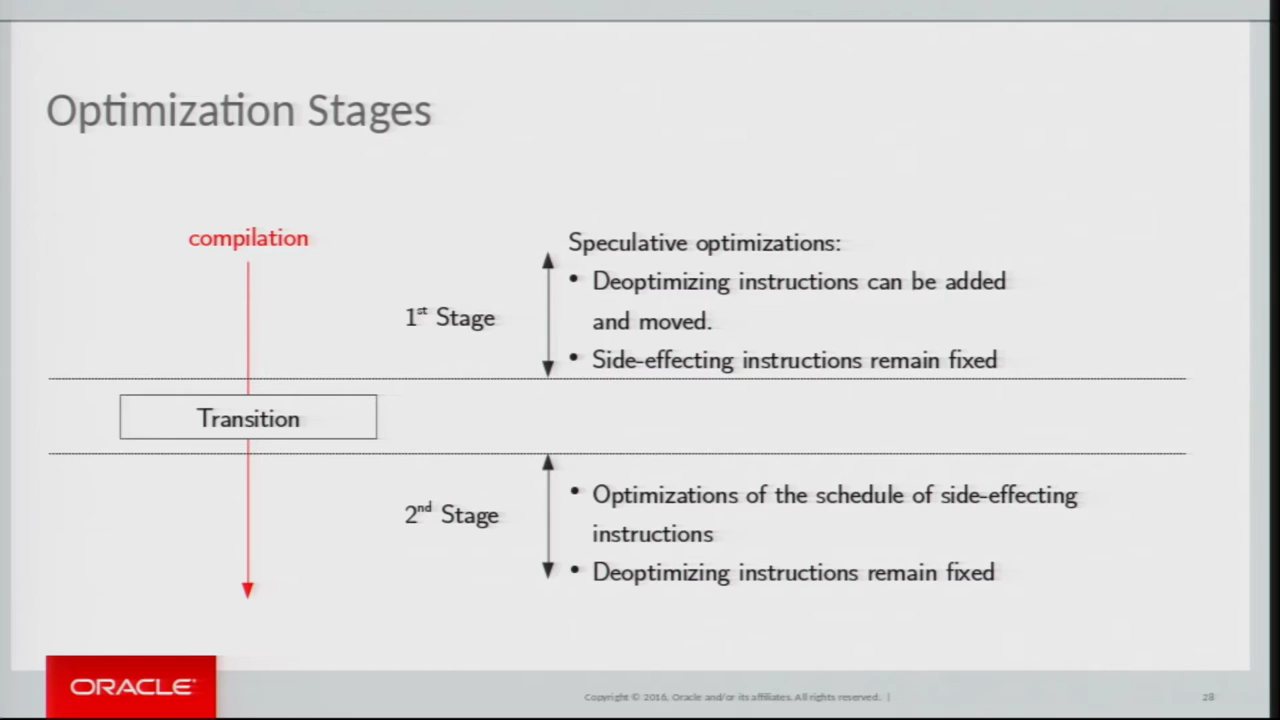 Optimization Stages
compilation
Speculative optimizations:
• Deoptimizing instructions can be added
and moved.
1st Stage
• Side-effecting instructions remain fixed
Transition
• Optimizations of the schedule of side-effecting
instructions
2nd Stage
• Deoptimizing instructions remain fixed
ORACLE
Copyright © 2016, Oracle and/or its affiliates. All rights reserved. |
28